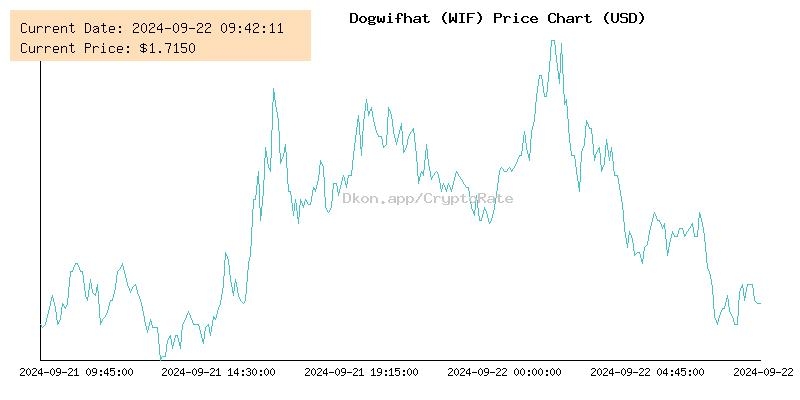 Dogwifhat (WIF) Price Chart (USD)
Current Date: 2024-09-22 09:42:11
Current Price: $1.7150
Dkon.app/CryptoRate
2024-09-21 09:45:00 2024-09-21 14:30:00 2024-09-21 19:15:00 2024-09-22 00:00:00 2024-09-22 04:45:00 2024-09-22